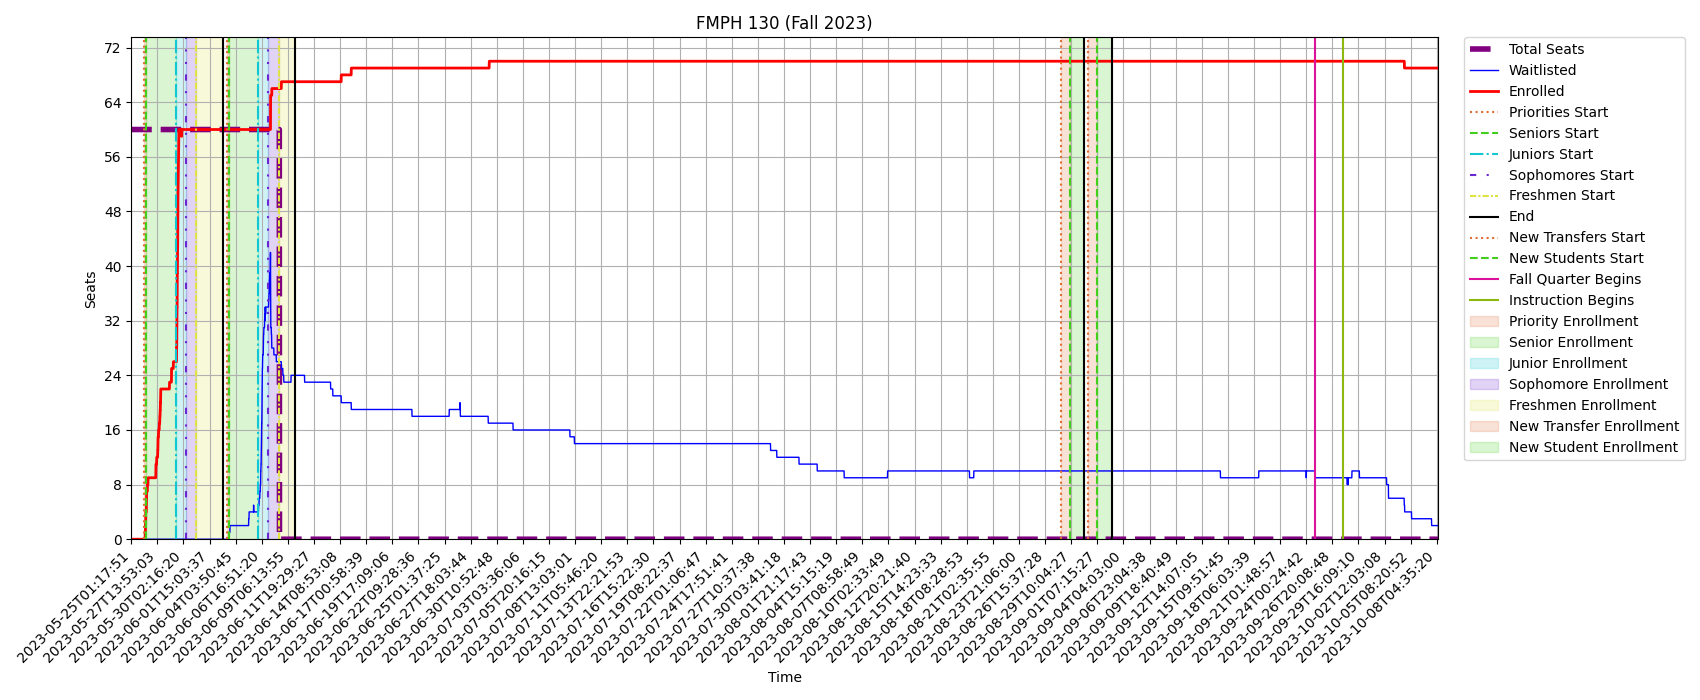 FMPH 130 (Fall 2023)
Seats
72
64
56
48
40
32
24
16
8
0
2023-05-25T01:17:51
2023-05-27T13:53:03
2023-05-30T02:16:20
2023-06-01T15:03:37
2023-06-04T03:50:45
2023-06-06T16:51:20
2023-06-09T06:13:55
2023-06-11T19:29:27
2023-06-14T08:53:08
2023-06-17T00:58:39
2023-06-19T17:09:06
2023-06-22T09:28:36
2023-06-25T01:37:25
2023-06-27T18:03:44
2023-06-30T10:52:48
2023-07-03T03:36:06
2023-07-05T20:16:15
2023-07-08T13:03:01
2023-07-11T05:46:20
2023-07-13T22:21:53
2023-07-16T15:22:30
2023-07-19T08:22:37
2023-07-22T01:06:47
2023-07-24T17:51:41
2023-07-27T10:37:38
2023-07-30T03:41:18
2023-08-01T21:17:43
2023-08-04T15:15:19
2023-08-07T08:58:49
2023-08-10T02:33:49
2023-08-12T20:21:40
2023-08-15T14:23:33
2023-08-18T08:28:53
2023-08-21T02:35:55
2023-08-23T21:06:00
2023-08-26T15:37:28
2023-08-29T10:04:27
2023-09-01T07:15:27
2023-09-04T04:03:00
2023-09-06T23:04:38
2023-09-09T18:40:49
2023-09-12T14:07:05
2023-09-15T09:51:45
2023-09-18T06:03:39
2023-09-21T01:48:57
2023-09-24T00:24:42
2023-09-26T20:08:48
2023-09-29T16:09:10
2023-10-02T12:03:08
2023-10-05T08:20:52
2023-10-08T04:35:20
Time
Total Seats
Waitlisted
Enrolled
Priorities Start
Seniors Start
Juniors Start
Sophomores Start
Freshmen Start
End
New Transfers Start
New Students Start
Fall Quarter Begins
Instruction Begins
Priority Enrollment
Senior Enrollment
Junior Enrollment
Sophomore Enrollment
Freshmen Enrollment
New Transfer Enrollment
New Student Enrollment